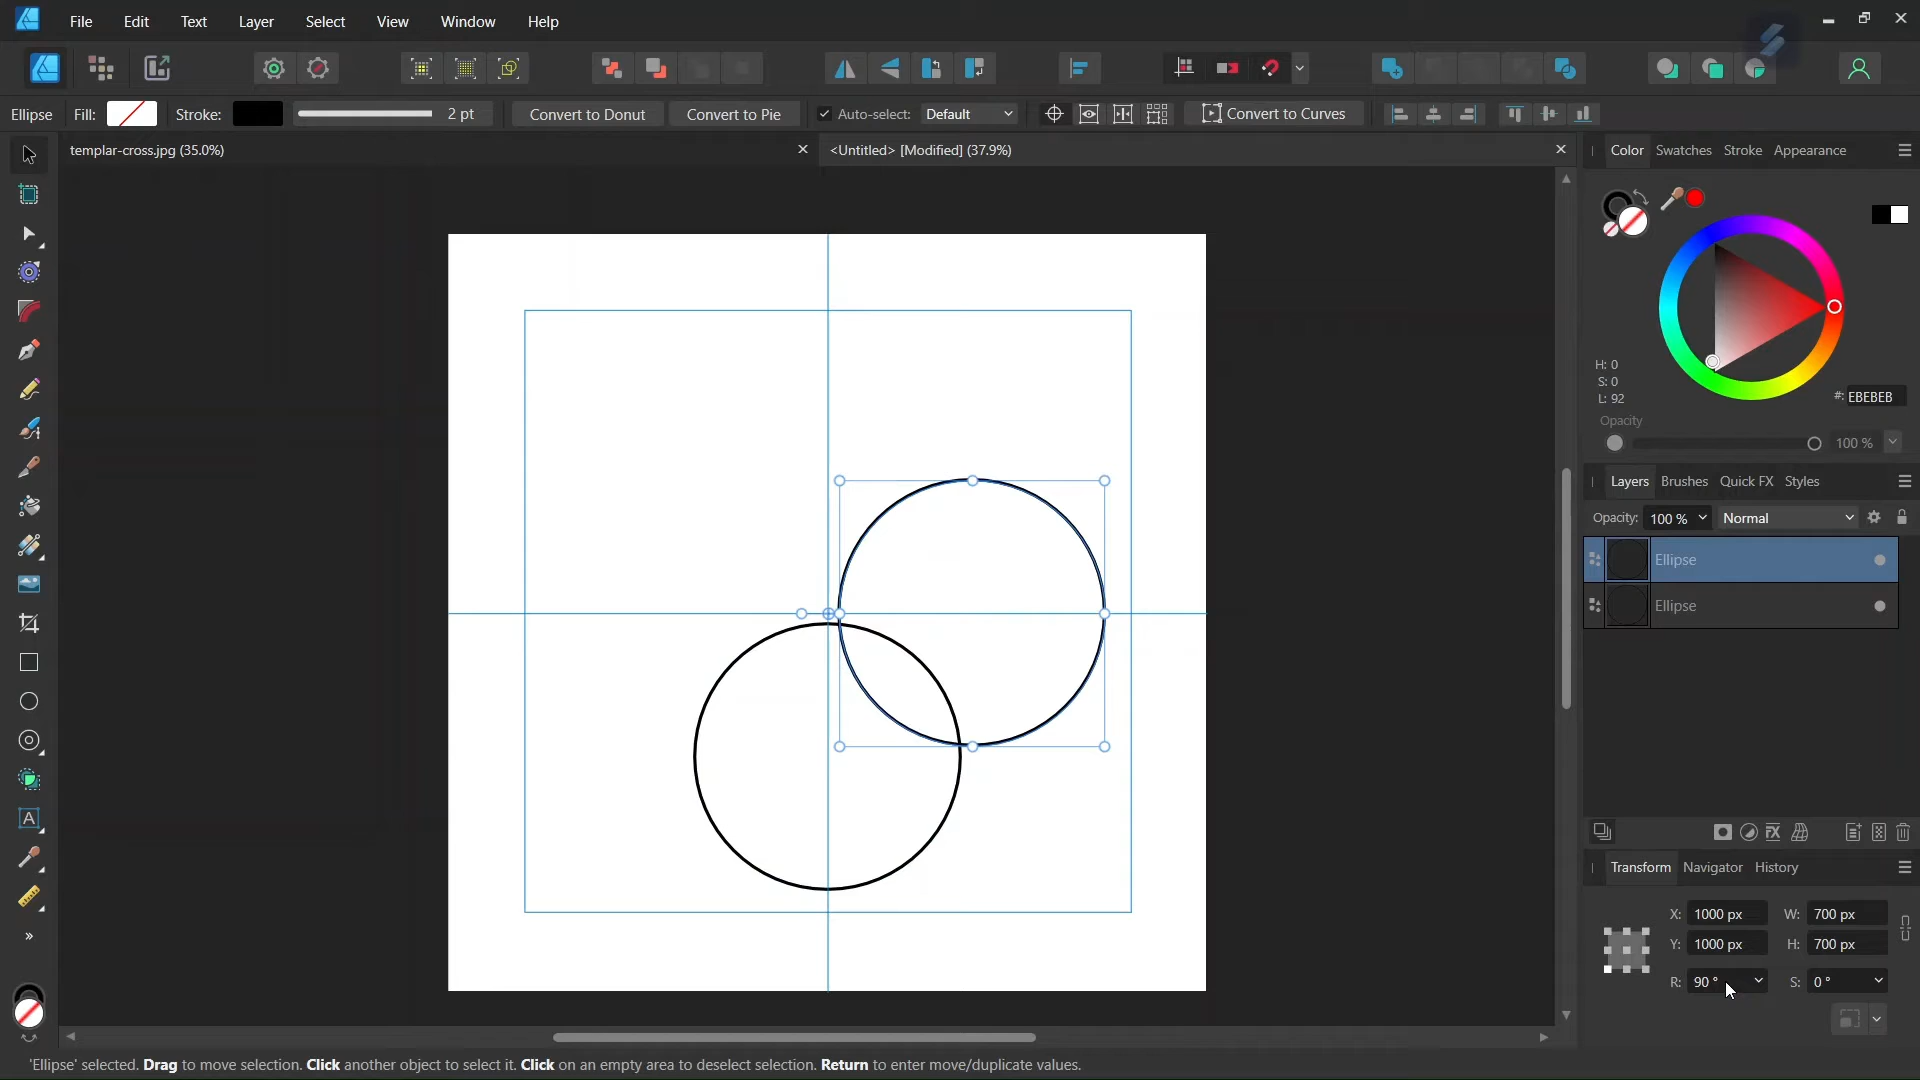 File Edit Text Layer Select View Window Help
Ellipse Fill: Stroke: 2 pt Convert to Donut Convert to Pie Auto-select: Default Convert to Curves
templar-cross.jpg (35.0%) <Untitled> [Modified] (37.9%)
Color Swatches Stroke Appearance
H: 0
S: 0
L: 92
#: EBEBEB
Opacity
100 %
Layers Brushes Quick FX Styles
Opacity: 100 % Normal
Ellipse
Ellipse
Transform Navigator History
X: 1000 px W: 700 px
Y: 1000 px H: 700 px
R: 90 ° S: 0 °
'Ellipse' selected. Drag to move selection. Click another object to select it. Click on an empty area to deselect selection. Return to enter move/duplicate values.